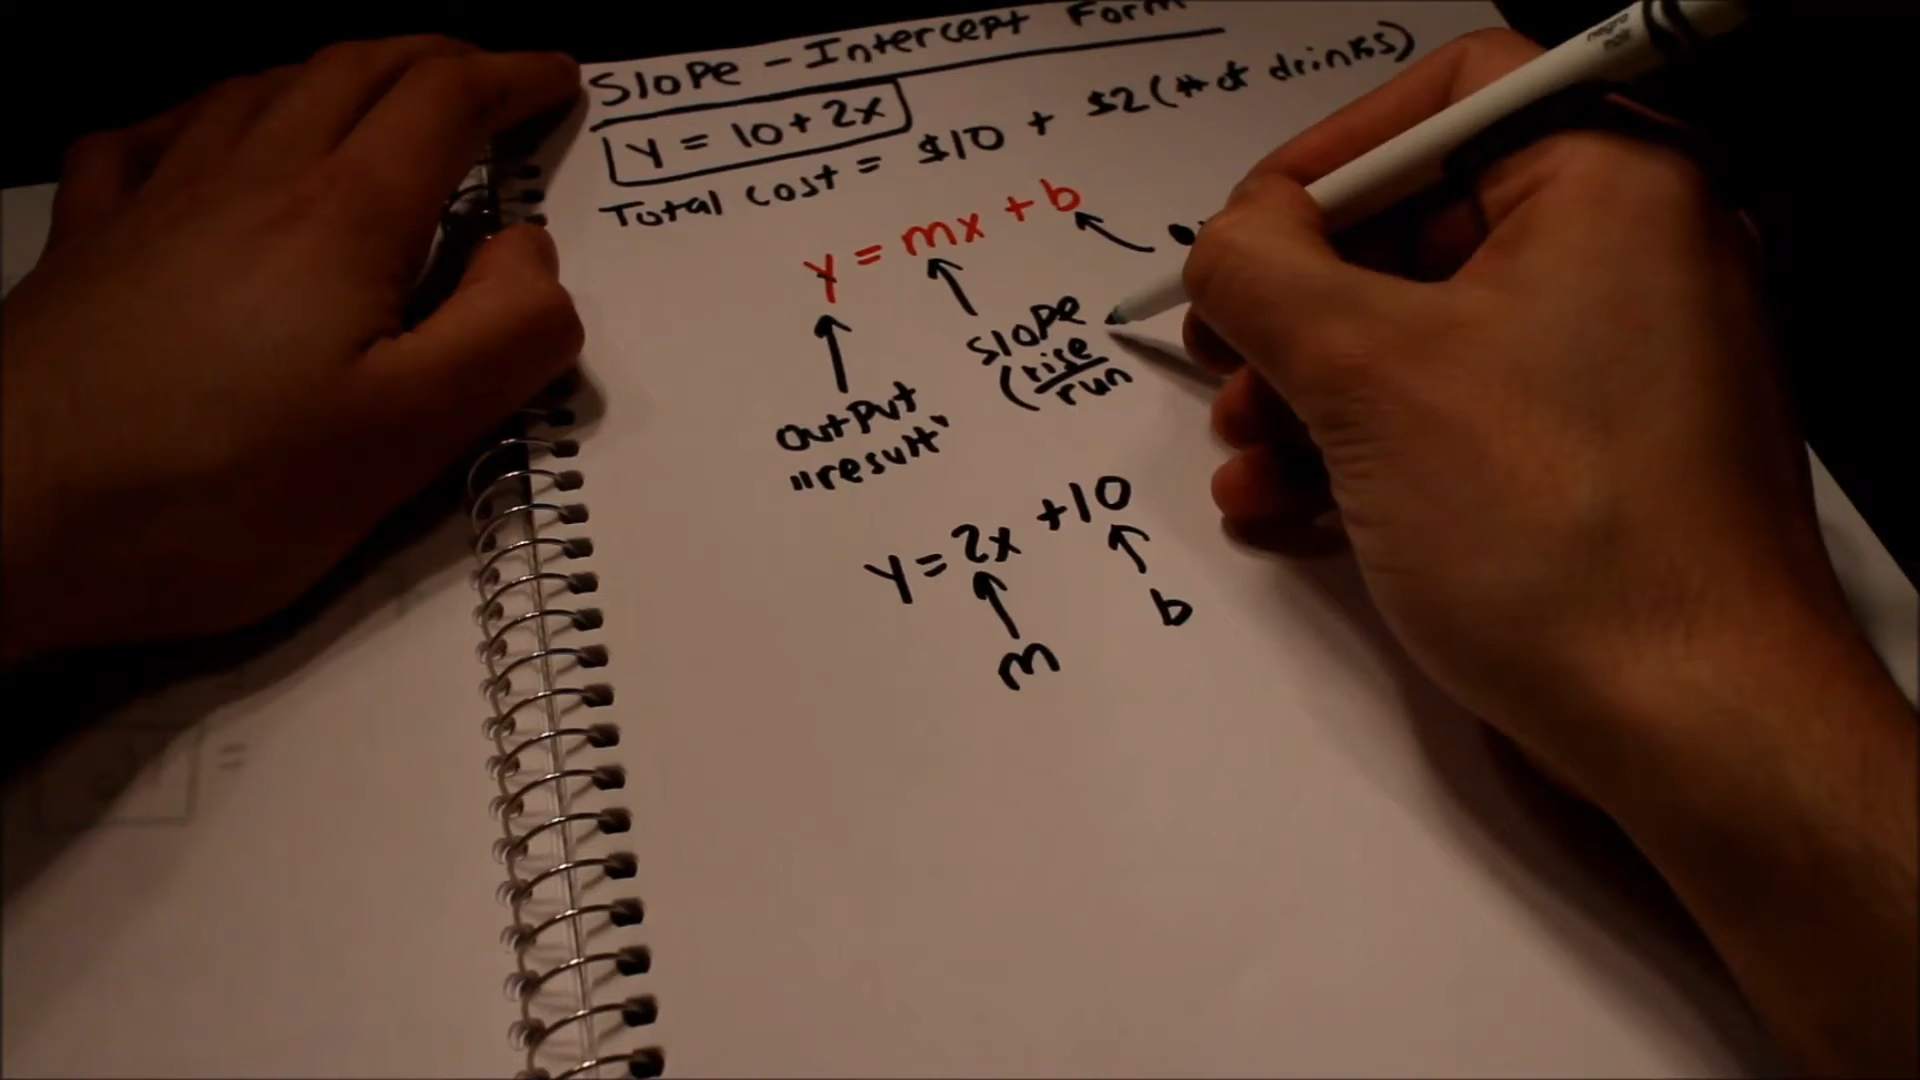 Slope - Intercept Form
y = 10 + 2x
Total cost = $10 + $2 (# of drinks)
y = mx + b
slope
(rise
run
output
"result"
y = 2x + 10
m
b